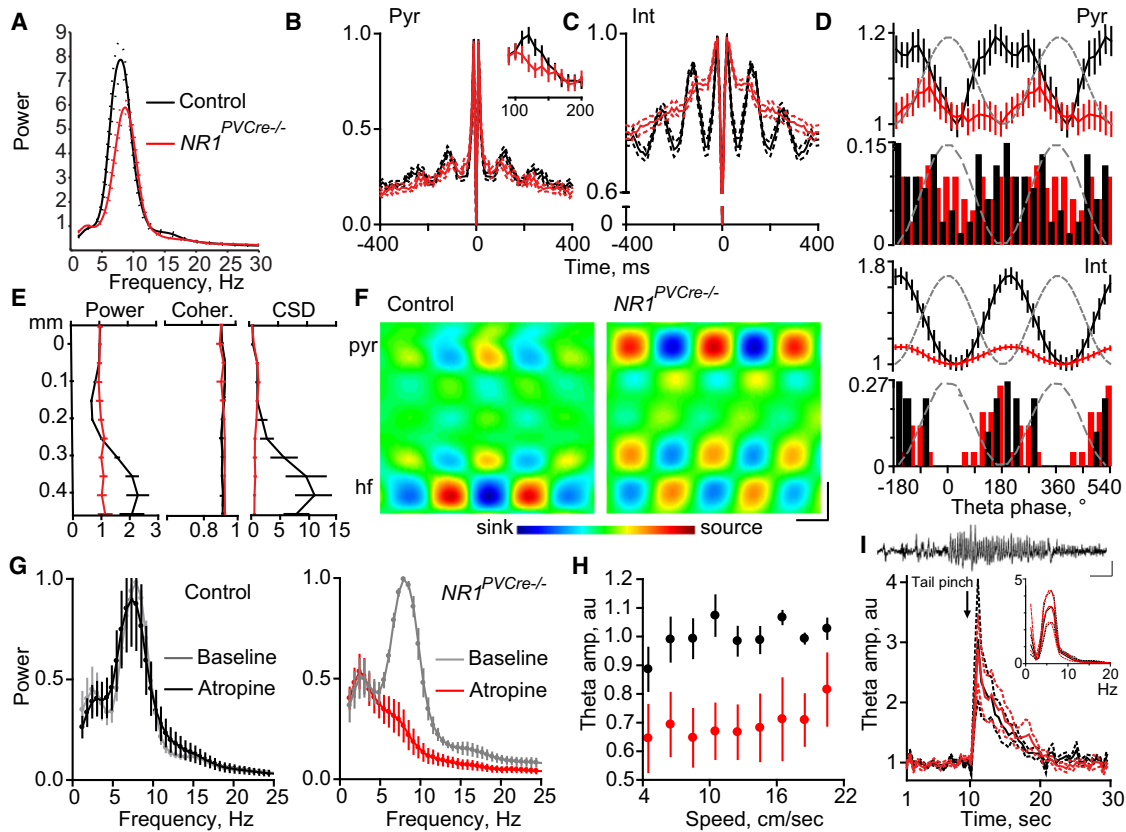 A
Power
9
8
7
6
5
4
3
2
1
Control
NR1PVCre-/-
0 5 10 15 20 25 30
Frequency, Hz
B
Pyr
1.0
0.5
0.0
100 200
-400 0 400
Time, ms
C
Int
1.0
0.6
0
0
-400 0 400
D
Pyr
1.2
1
0.15
0
Int
1.8
1
0.27
0
-180 0 180 360 540
Theta phase, °
E
Power
Coher.
CSD
mm
0
0.1
0.2
0.3
0.4
0 1 2 3
0.8 1
0 5 10 15
F
Control
NR1PVCre-/-
pyr
hf
sink
source
G
Power
1.0
0.5
0.0
Control
Baseline
Atropine
0 5 10 15 20 25
Frequency, Hz
1.0
0.5
0.0
NR1PVCre-/-
Baseline
Atropine
0 5 10 15 20 25
Frequency, Hz
H
Theta amp, au
1.2
1.1
1.0
0.9
0.8
0.7
0.6
0.5
4 10 16 22
Speed, cm/sec
I
Tail pinch
Theta amp, au
4
3
2
1
0
5
0
0 10 20
Hz
1 10 20 30
Time, sec